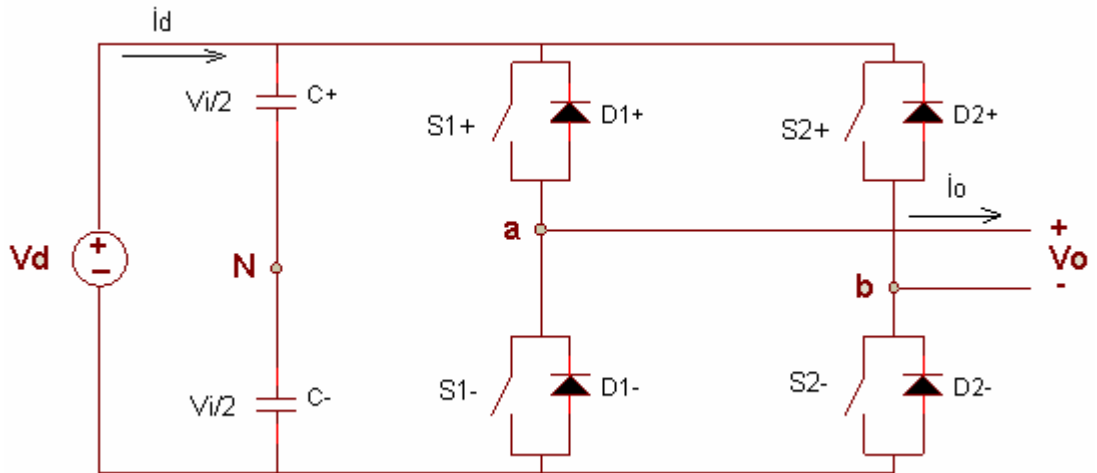 id
Vi/2
C+
S1+
D1+
S2+
D2+
io
a
+
Vd
+
−
N
Vo
b
-
Vi/2
C-
S1-
D1-
S2-
D2-